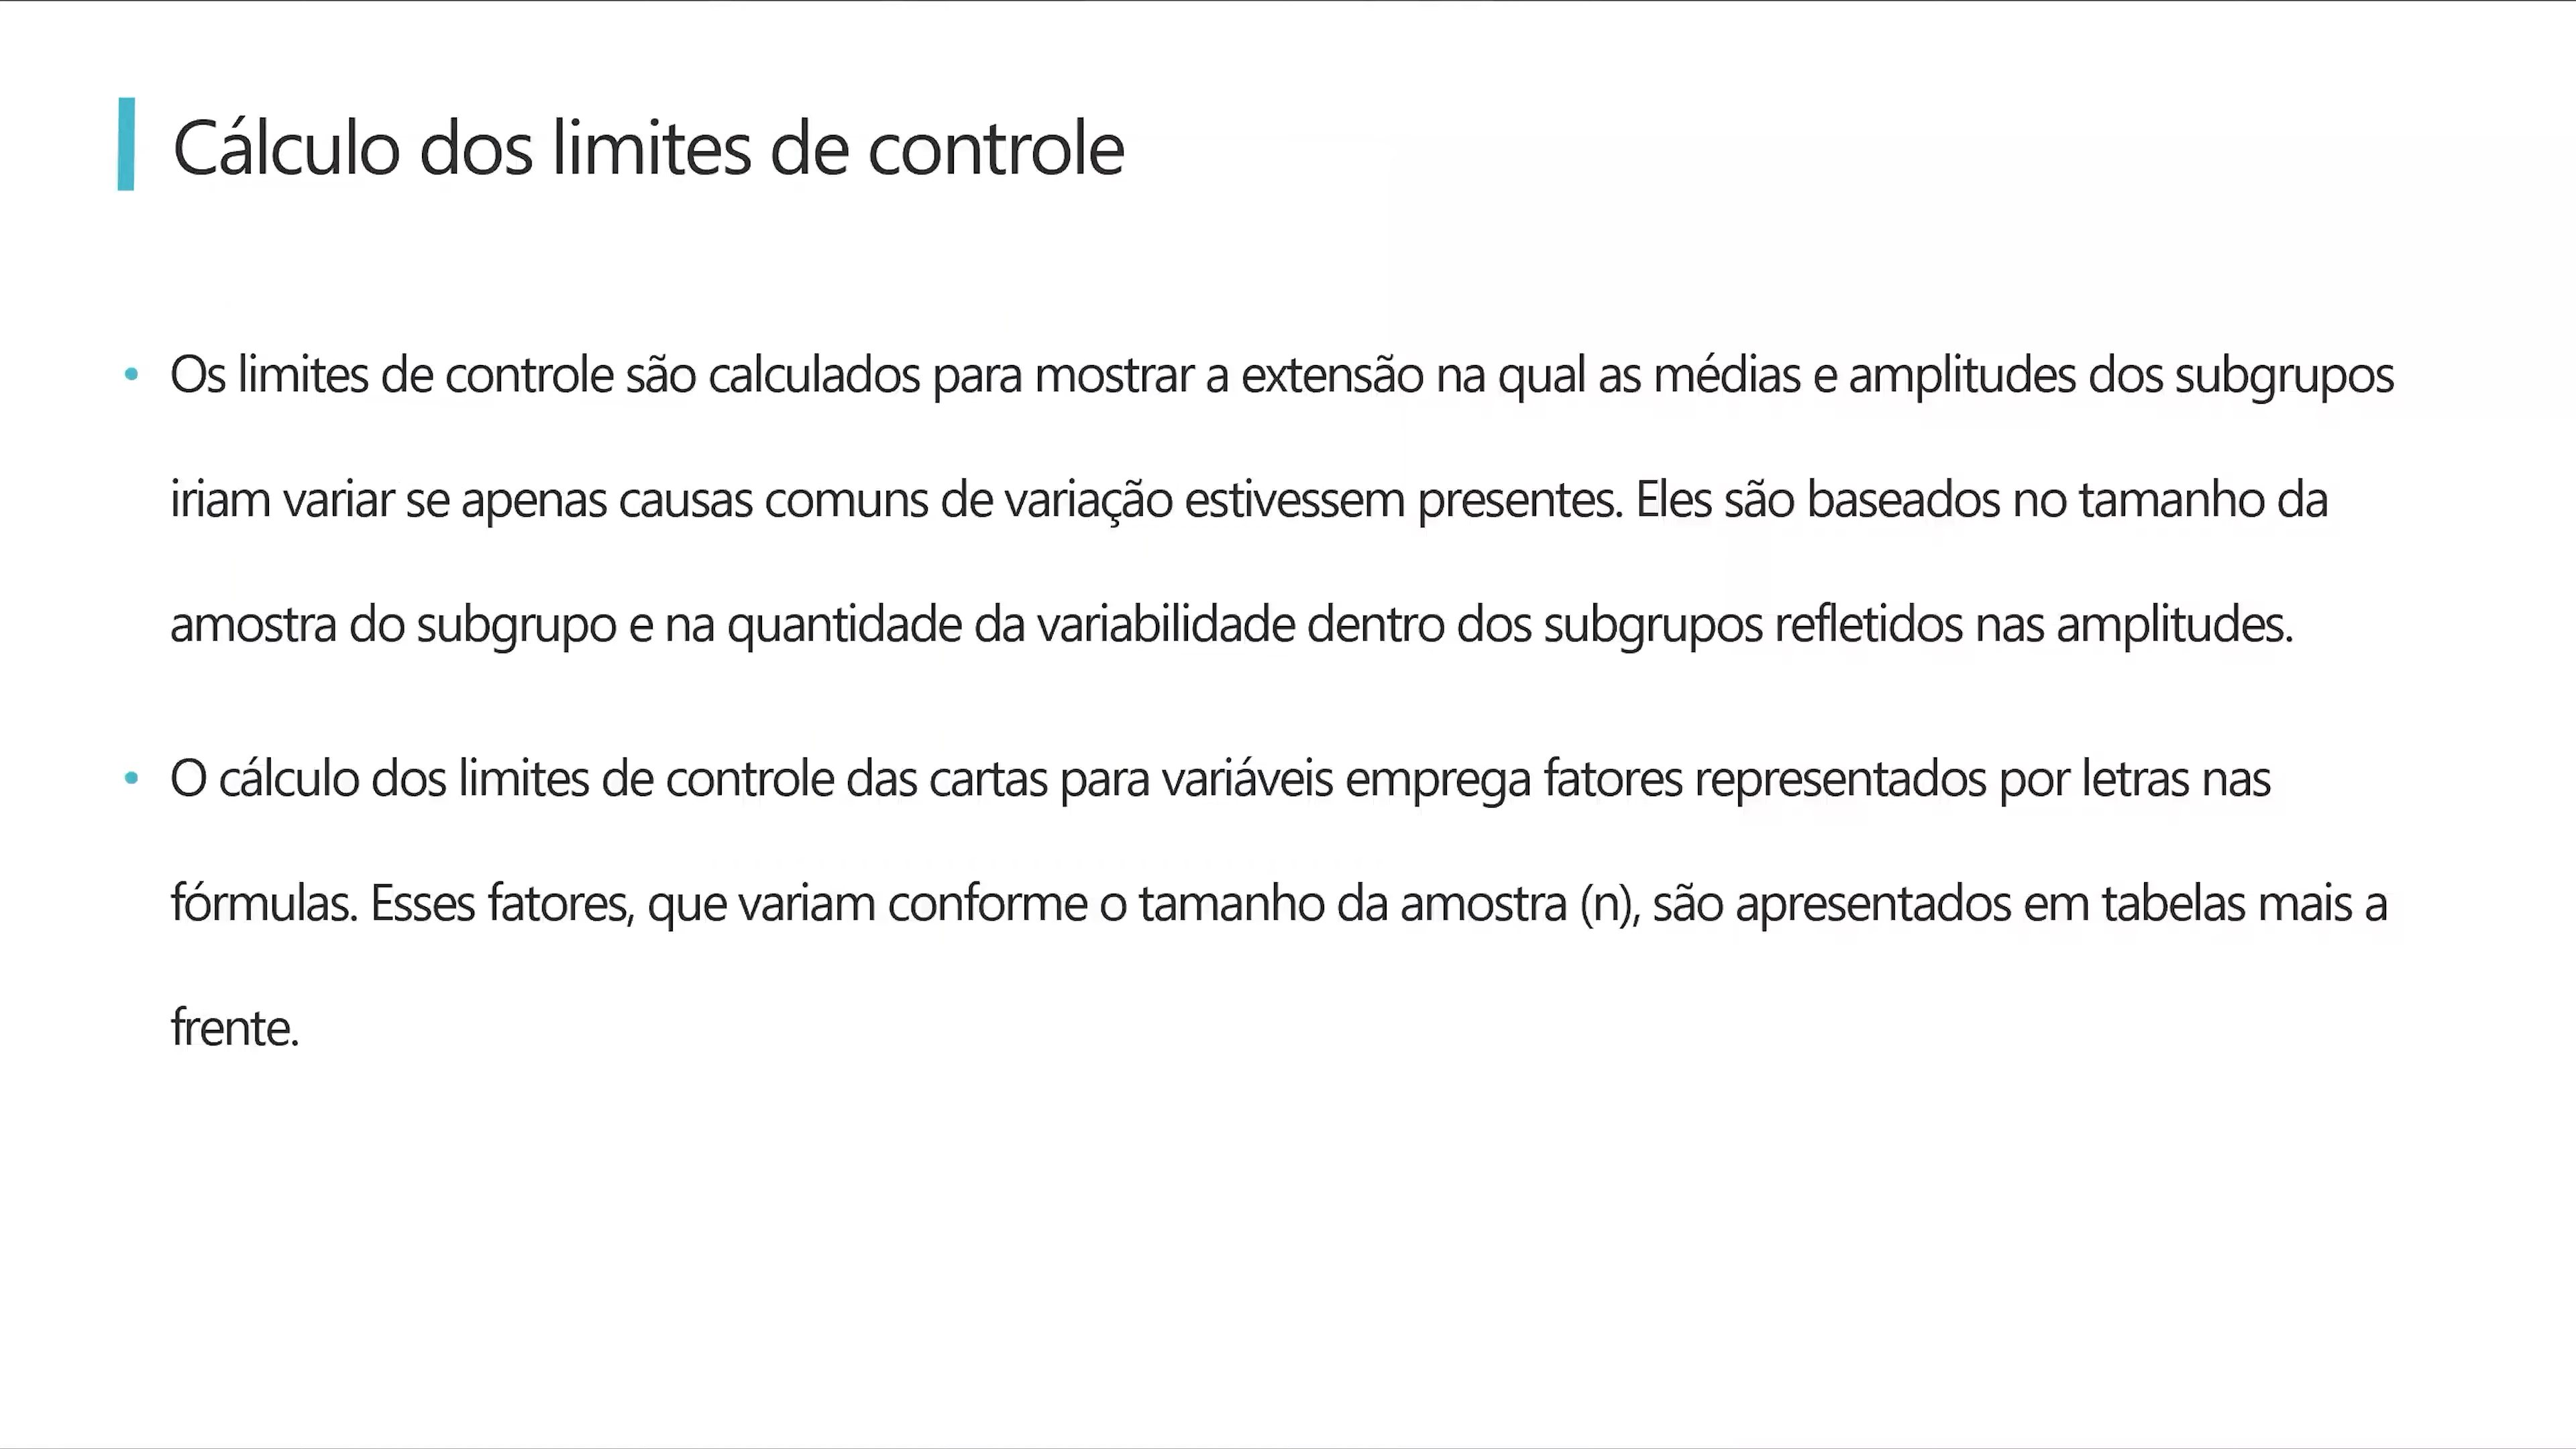 Cálculo dos limites de controle
• Os limites de controle são calculados para mostrar a extensão na qual as médias e amplitudes dos subgrupos
iriam variar se apenas causas comuns de variação estivessem presentes. Eles são baseados no tamanho da
amostra do subgrupo e na quantidade da variabilidade dentro dos subgrupos refletidos nas amplitudes.
• O cálculo dos limites de controle das cartas para variáveis emprega fatores representados por letras nas
fórmulas. Esses fatores, que variam conforme o tamanho da amostra (n), são apresentados em tabelas mais a
frente.